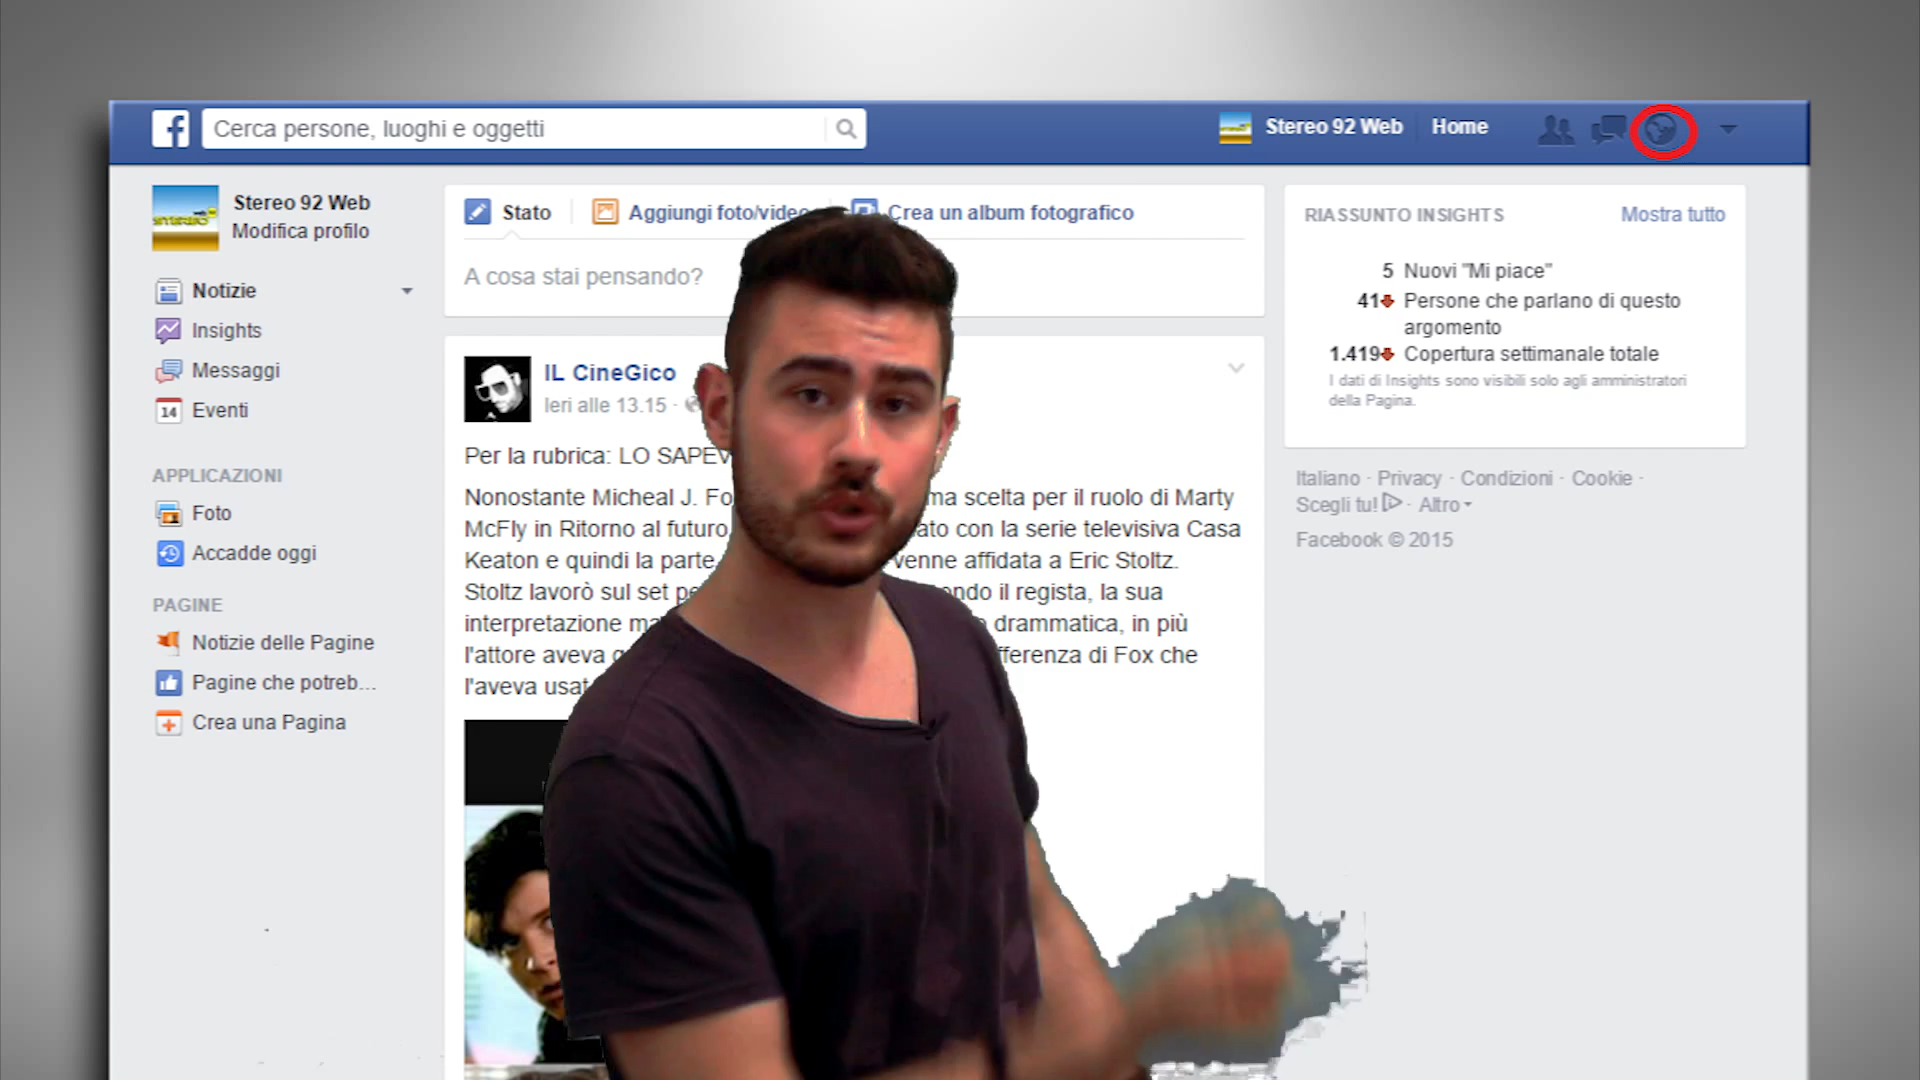 Cerca persone, luoghi e oggetti
Stereo 92 Web
Home
Stereo 92 Web
Modifica profilo
Notizie
Insights
Messaggi
14 Eventi
APPLICAZIONI
Foto
Accadde oggi
PAGINE
Notizie delle Pagine
Pagine che potreb...
Crea una Pagina
Stato
Aggiungi foto/video
Crea un album fotografico
A cosa stai pensando?
IL CineGico
Ieri alle 13.15 ·
Per la rubrica: LO
Nonostante Micheal J. scelta per il ruolo di Marty
McFly in Ritorno al futuro con la serie televisiva Casa
Keaton e quindi la parte venne affidata a Eric Stoltz.
Stoltz lavorò sul set il regista, la sua
interpretazione drammatica, in più
l'attore aveva di Fox che
l'aveva
RIASSUNTO INSIGHTS
Mostra tutto
5 Nuovi "Mi piace"
41 Persone che parlano di questo
argomento
1.419 Copertura settimanale totale
I dati di Insights sono visibili solo agli amministratori
della Pagina.
Italiano · Privacy · Condizioni · Cookie ·
Scegli tu! · Altro
Facebook © 2015